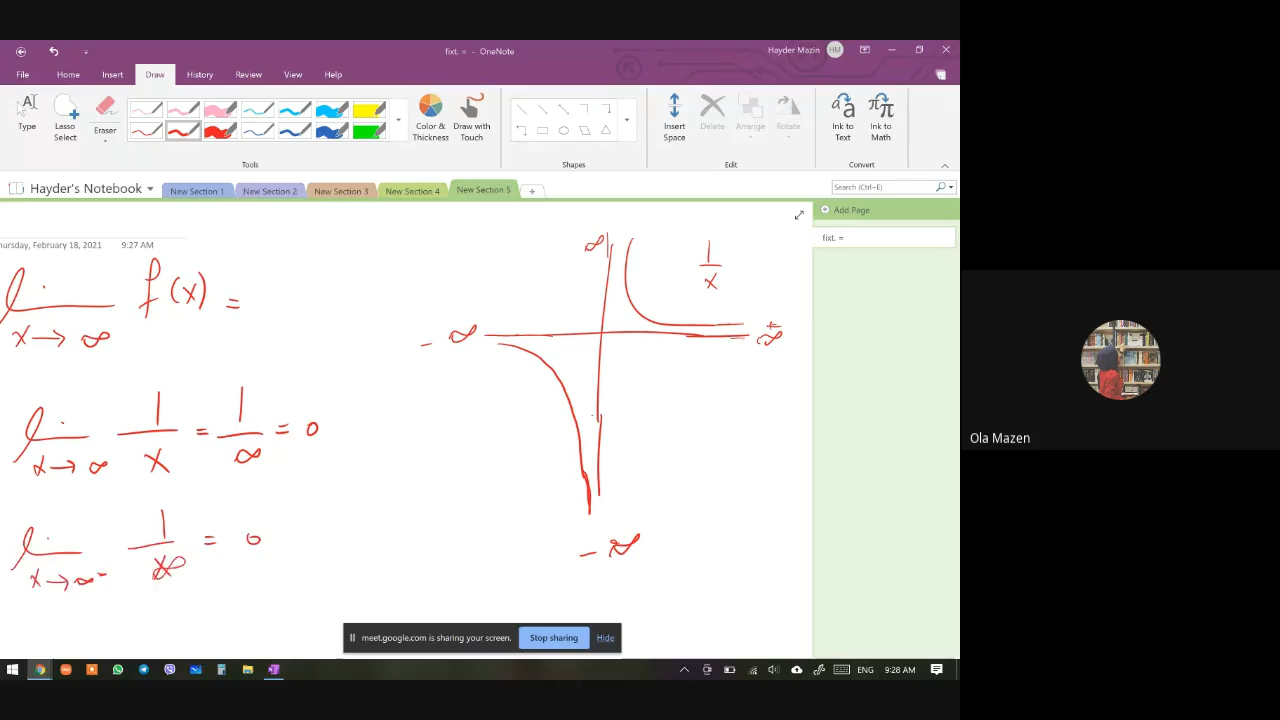 fixt. = - OneNote
Hayder Mazin HM
File Home Insert Draw History Review View Help
Type
Lasso Select
Eraser
Color & Thickness
Draw with Touch
Insert Space
Delete
Arrange
Rotate
Ink to Text
Ink to Math
Tools
Shapes
Edit
Convert
Hayder's Notebook
New Section 1
New Section 2
New Section 3
New Section 4
New Section 5
+
Search (Ctrl+E)
Add Page
fixt. =
hursday, February 18, 2021 9:27 AM
lim f(x) =
x → ∞
∞
1/x
- ∞
+
∞
lim 1/x = 1/∞ = 0
x → ∞
lim = 0
x → ∞-
- ∞
Ola Mazen
meet.google.com is sharing your screen. Stop sharing Hide
ENG 9:28 AM